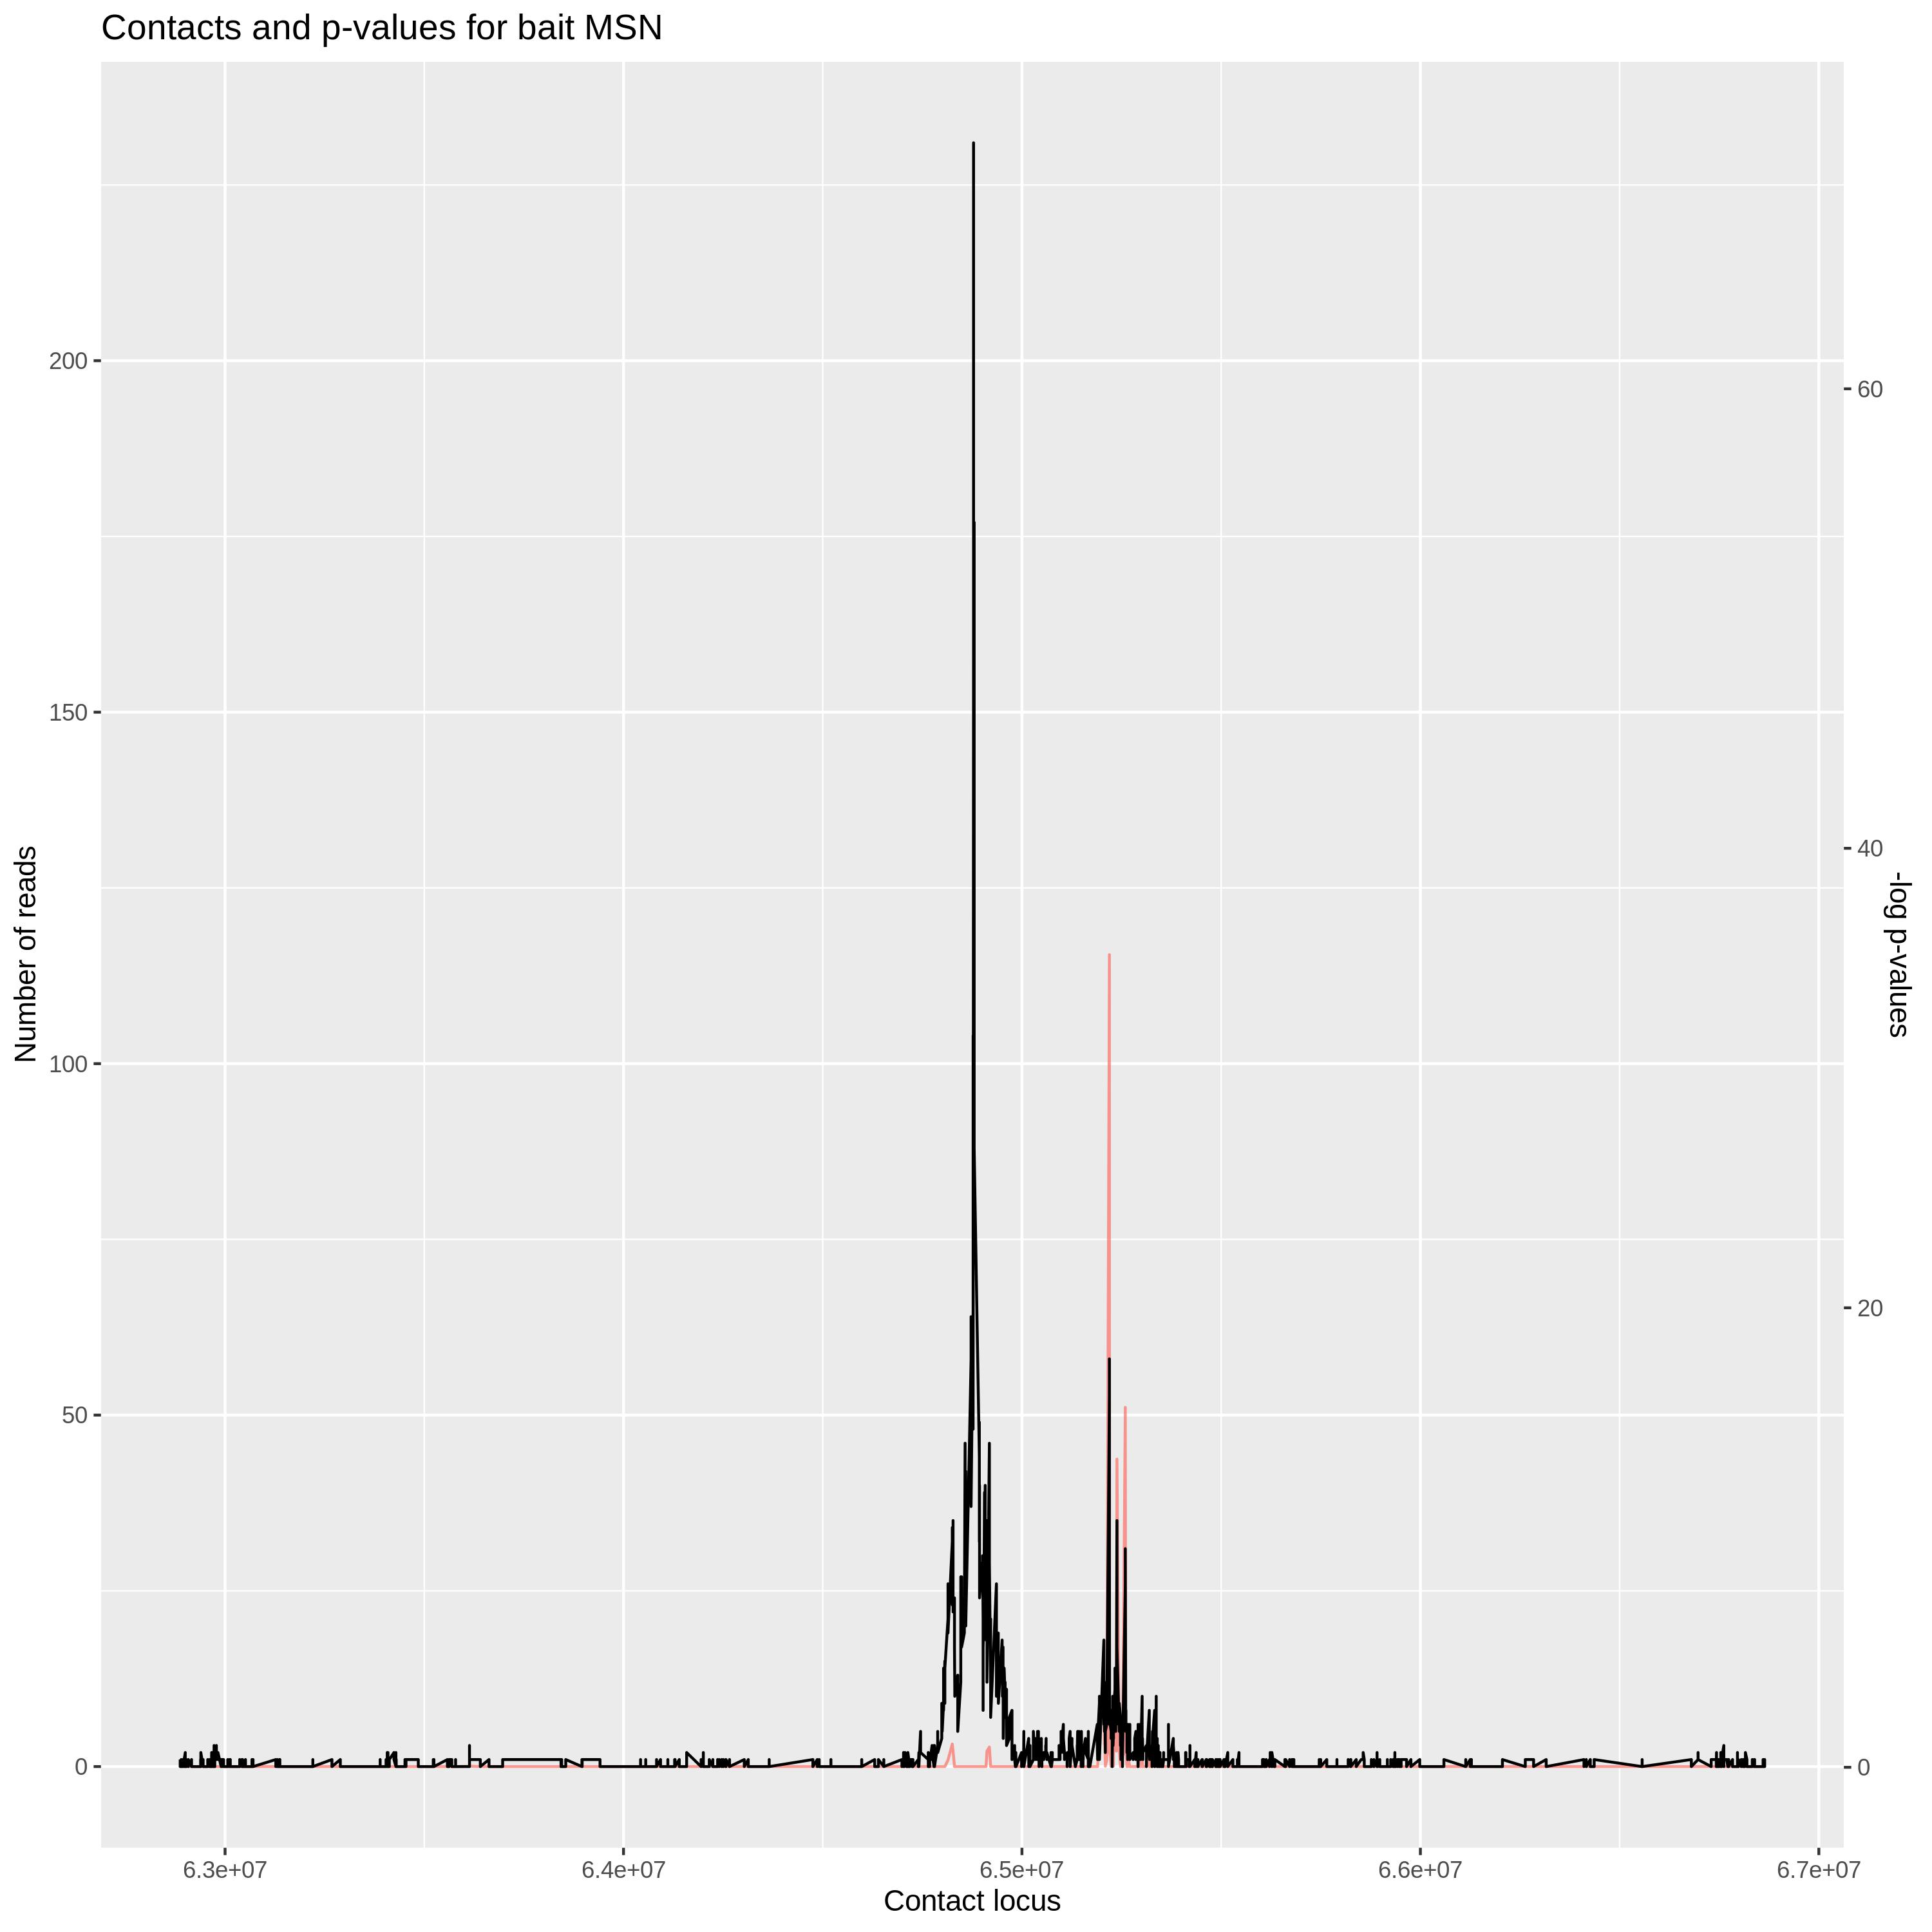 Contacts and p-values for bait MSN
Number of reads
200
150
100
50
0
60
40
20
0
-log p-values
6.3e+07 6.4e+07 6.5e+07 6.6e+07 6.7e+07
Contact locus